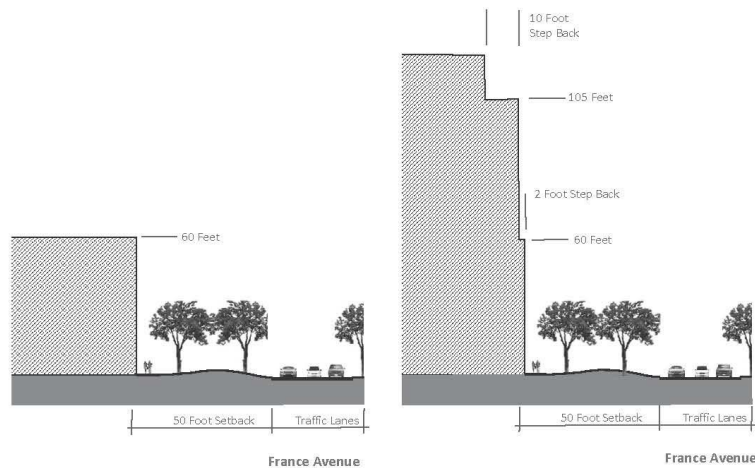 10 Foot
Step Back
105 Feet
2 Foot Step Back
60 Feet
60 Feet
50 Foot Setback
Traffic Lanes
France Avenue
50 Foot Setback
Traffic Lanes
France Avenue